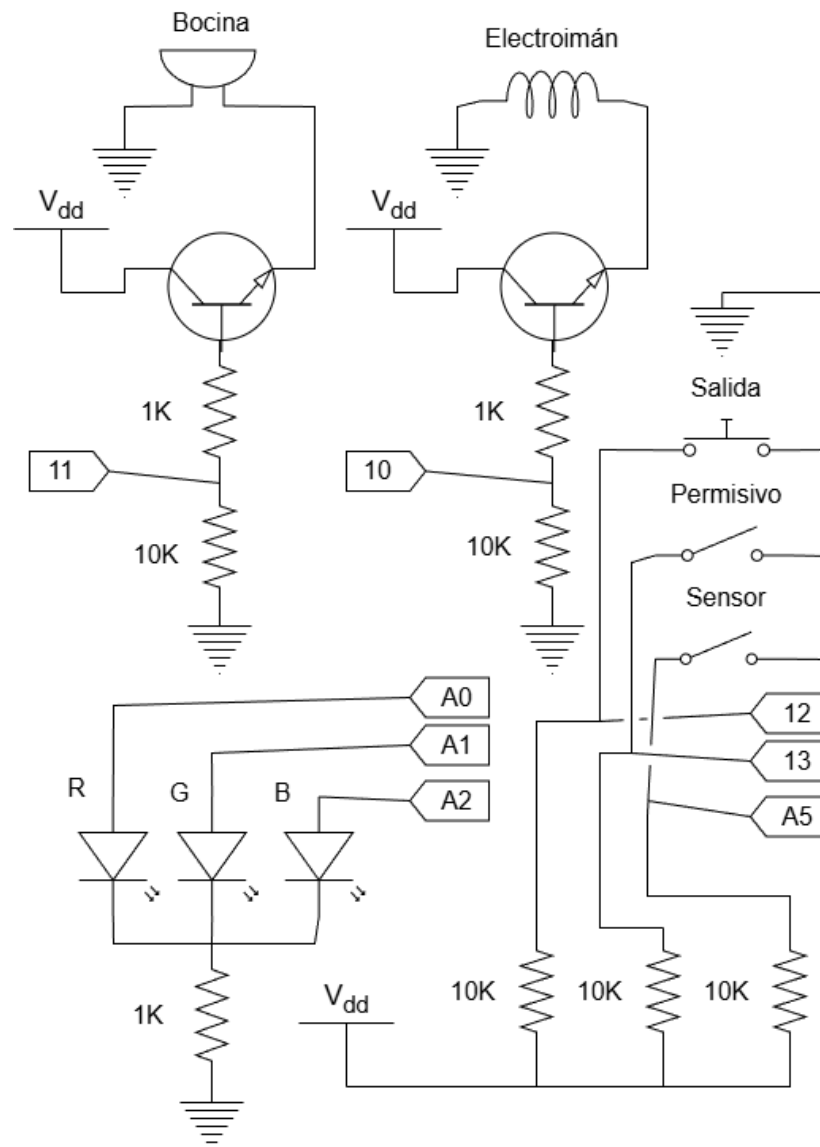 Bocina
Electroimán
Vdd
Vdd
1K
1K
11
10
10K
10K
Salida
Permisivo
Sensor
A0
A1
A2
12
13
A5
R
G
B
1K
Vdd
10K
10K
10K